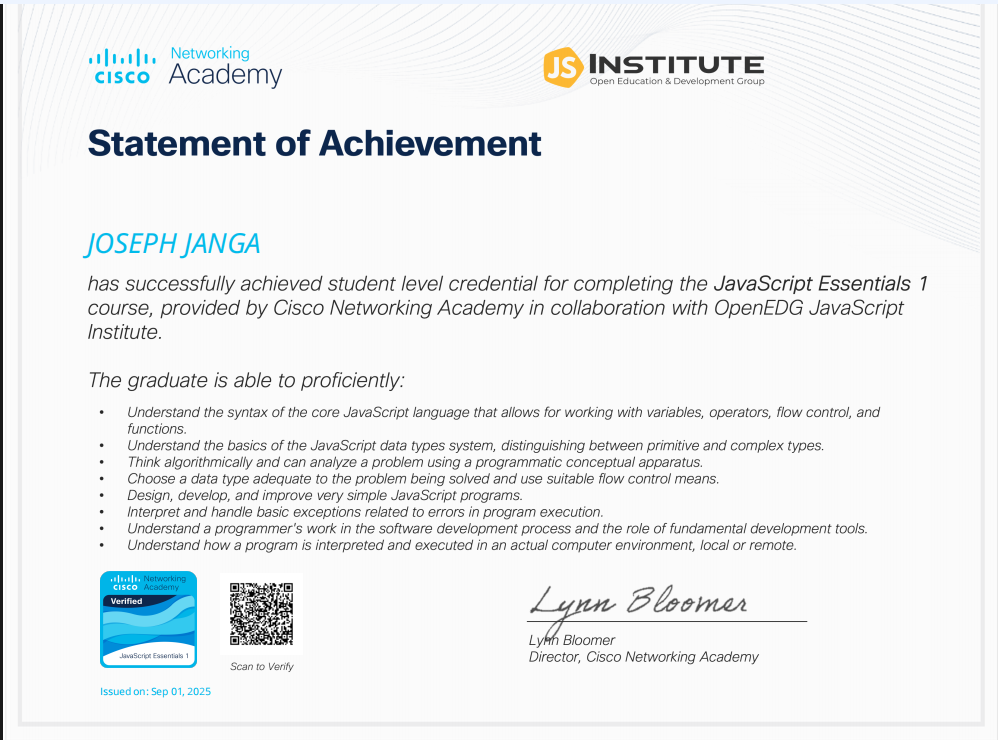 Networking
CISCO Academy
JS INSTITUTE
Open Education & Development Group
Statement of Achievement
JOSEPH JANGA
has successfully achieved student level credential for completing the JavaScript Essentials 1
course, provided by Cisco Networking Academy in collaboration with OpenEDG JavaScript
Institute.
The graduate is able to proficiently:
• Understand the syntax of the core JavaScript language that allows for working with variables, operators, flow control, and
functions.
• Understand the basics of the JavaScript data types system, distinguishing between primitive and complex types.
• Think algorithmically and can analyze a problem using a programmatic conceptual apparatus.
• Choose a data type adequate to the problem being solved and use suitable flow control means.
• Design, develop, and improve very simple JavaScript programs.
• Interpret and handle basic exceptions related to errors in program execution.
• Understand a programmer's work in the software development process and the role of fundamental development tools.
• Understand how a program is interpreted and executed in an actual computer environment, local or remote.
Networking
CISCO Academy
Verified
JavaScript Essentials 1
Scan to Verify
Issued on: Sep 01, 2025
Lynn Bloomer
Lynn Bloomer
Director, Cisco Networking Academy